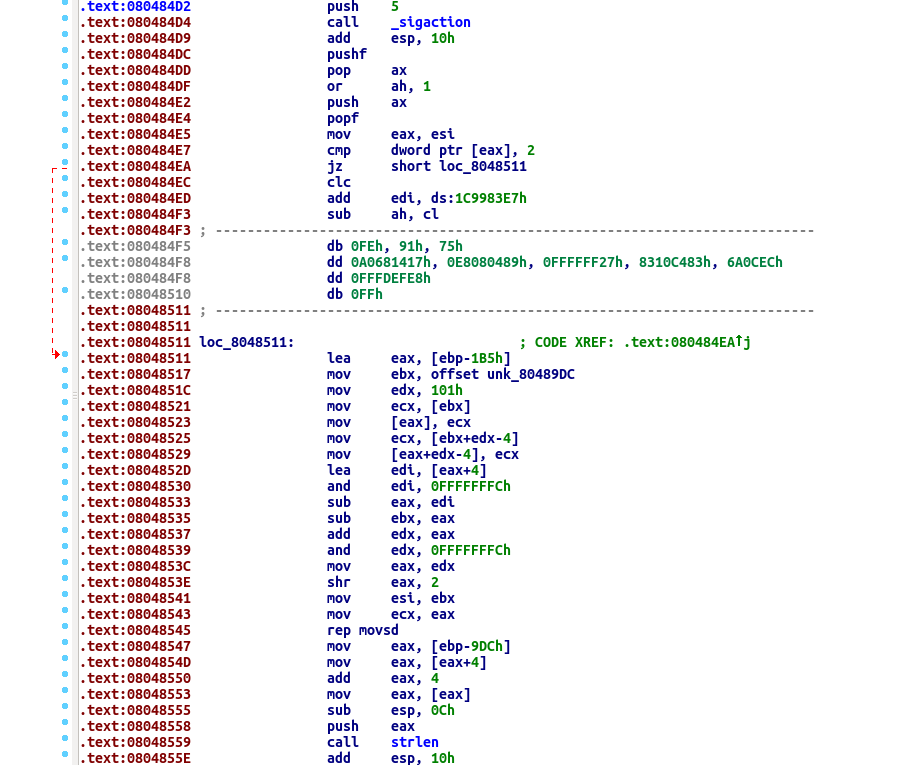 .text:080484D2 push 5
.text:080484D4 call _sigaction
.text:080484D9 add esp, 10h
.text:080484DC pushf
.text:080484DD pop ax
.text:080484DF or ah, 1
.text:080484E2 push ax
.text:080484E4 popf
.text:080484E5 mov eax, esi
.text:080484E7 cmp dword ptr [eax], 2
.text:080484EA jz short loc_8048511
.text:080484EC clc
.text:080484ED add edi, ds:1C9983E7h
.text:080484F3 sub ah, cl
.text:080484F3 ; ---------------------------------------------------------------------------
.text:080484F5 db 0FEh, 91h, 75h
.text:080484F8 dd 0A0681417h, 0E8080489h, 0FFFFFF27h, 8310C483h, 6A0CECh
.text:080484F8 dd 0FFFDEFE8h
.text:08048510 db 0FFh
.text:08048511 ; ---------------------------------------------------------------------------
.text:08048511
.text:08048511 loc_8048511: ; CODE XREF: .text:080484EA↑j
.text:08048511 lea eax, [ebp-1B5h]
.text:08048517 mov ebx, offset unk_80489DC
.text:0804851C mov edx, 101h
.text:08048521 mov ecx, [ebx]
.text:08048523 mov [eax], ecx
.text:08048525 mov ecx, [ebx+edx-4]
.text:08048529 mov [eax+edx-4], ecx
.text:0804852D lea edi, [eax+4]
.text:08048530 and edi, 0FFFFFFFCh
.text:08048533 sub eax, edi
.text:08048535 sub ebx, eax
.text:08048537 add edx, eax
.text:08048539 and edx, 0FFFFFFFCh
.text:0804853C mov eax, edx
.text:0804853E shr eax, 2
.text:08048541 mov esi, ebx
.text:08048543 mov ecx, eax
.text:08048545 rep movsd
.text:08048547 mov eax, [ebp-9DCh]
.text:0804854D mov eax, [eax+4]
.text:08048550 add eax, 4
.text:08048553 mov eax, [eax]
.text:08048555 sub esp, 0Ch
.text:08048558 push eax
.text:08048559 call strlen
.text:0804855E add esp, 10h